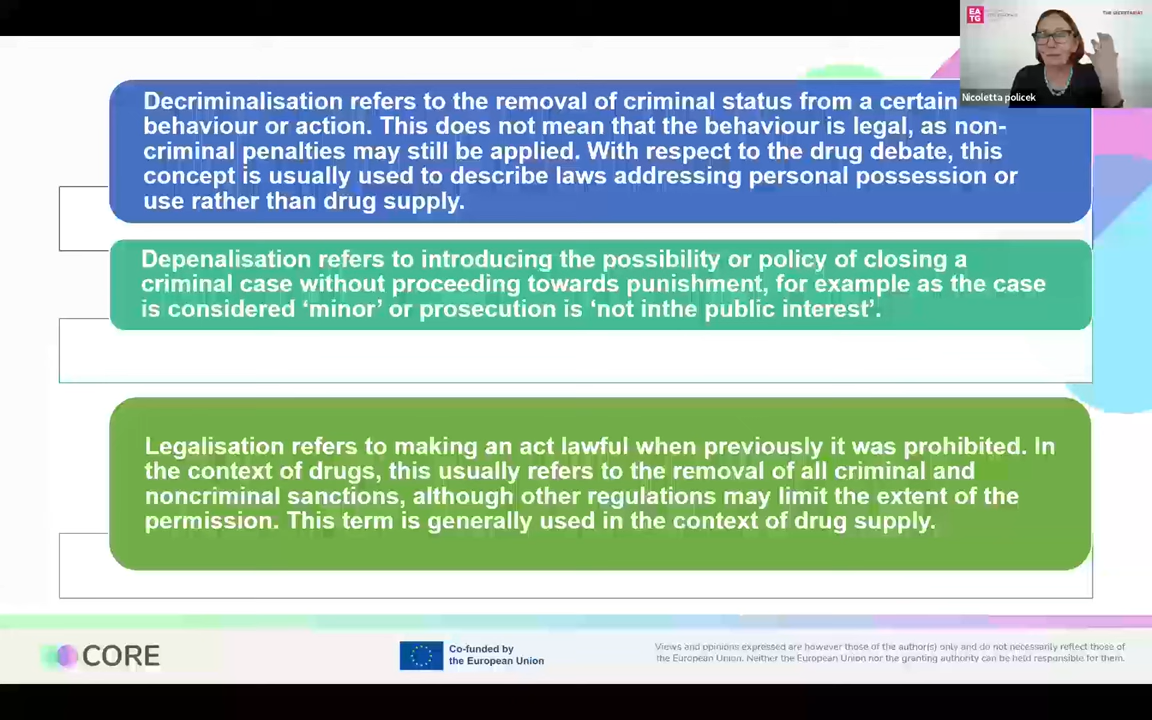 EA
TG
Nicoletta policek
Decriminalisation refers to the removal of criminal status from a certain
behaviour or action. This does not mean that the behaviour is legal, as non-
criminal penalties may still be applied. With respect to the drug debate, this
concept is usually used to describe laws addressing personal possession or
use rather than drug supply.
Depenalisation refers to introducing the possibility or policy of closing a
criminal case without proceeding towards punishment, for example as the case
is considered ‘minor’ or prosecution is ‘not inthe public interest’.
Legalisation refers to making an act lawful when previously it was prohibited. In
the context of drugs, this usually refers to the removal of all criminal and
noncriminal sanctions, although other regulations may limit the extent of the
permission. This term is generally used in the context of drug supply.
CORE
Co-funded by
the European Union
Views and opinions expressed are however those of the author(s) only and do not necessarily reflect those of
the European Union. Neither the European Union nor the granting authority can be held responsible for them.